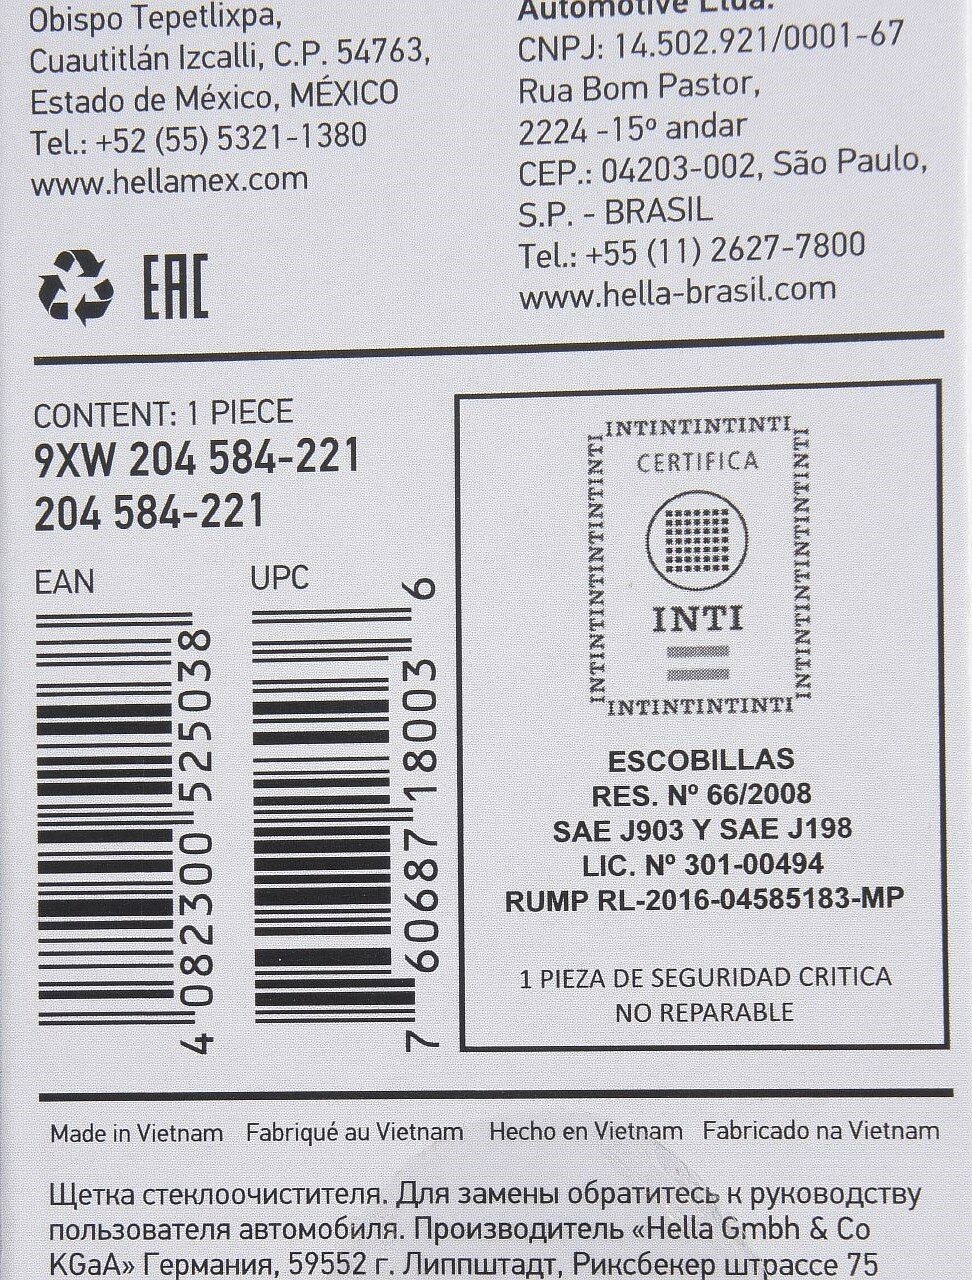 Obispo Tepetlixpa,
Cuautitlán Izcalli, C.P. 54763,
Estado de México, MÉXICO
Tel.: +52 (55) 5321-1380
www.hellamex.com
Automotive Ltda.
CNPJ: 14.502.921/0001-67
Rua Bom Pastor,
2224 -15º andar
CEP.: 04203-002, São Paulo,
S.P. - BRASIL
Tel.: +55 (11) 2627-7800
www.hella-brasil.com
EAC
CONTENT: 1 PIECE
9XW 204 584-221
204 584-221
EAN
4 082300 525038
UPC
7 60687 18003 6
INTINTINTINTI
INTINTINTINTINTINTI
INTINTINTINTINTINTI
CERTIFICA
INTI
INTINTINTINTI
ESCOBILLAS
RES. Nº 66/2008
SAE J903 Y SAE J198
LIC. Nº 301-00494
RUMP RL-2016-04585183-MP
1 PIEZA DE SEGURIDAD CRITICA
NO REPARABLE
Made in Vietnam Fabriqué au Vietnam Hecho en Vietnam Fabricado na Vietnam
Щетка стеклоочистителя. Для замены обратитесь к руководству
пользователя автомобиля. Производитель «Hella Gmbh & Co
KGaA» Германия, 59552 г. Липпштадт, Риксбекер штрассе 75